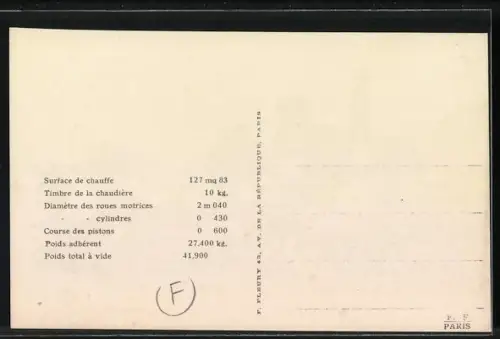 Surface de chauffe 127 mq 83
Timbre de la chaudière 10 kg.
Diamètre des roues motrices 2 m 040
- - cylindres 0 430
Course des pistons 0 600
Poids adhérent 27,400 kg.
Poids total à vide 41,900
F
F. FLEURY 42, AV. DE LA RÉPUBLIQUE, PARIS
F. F
PARIS